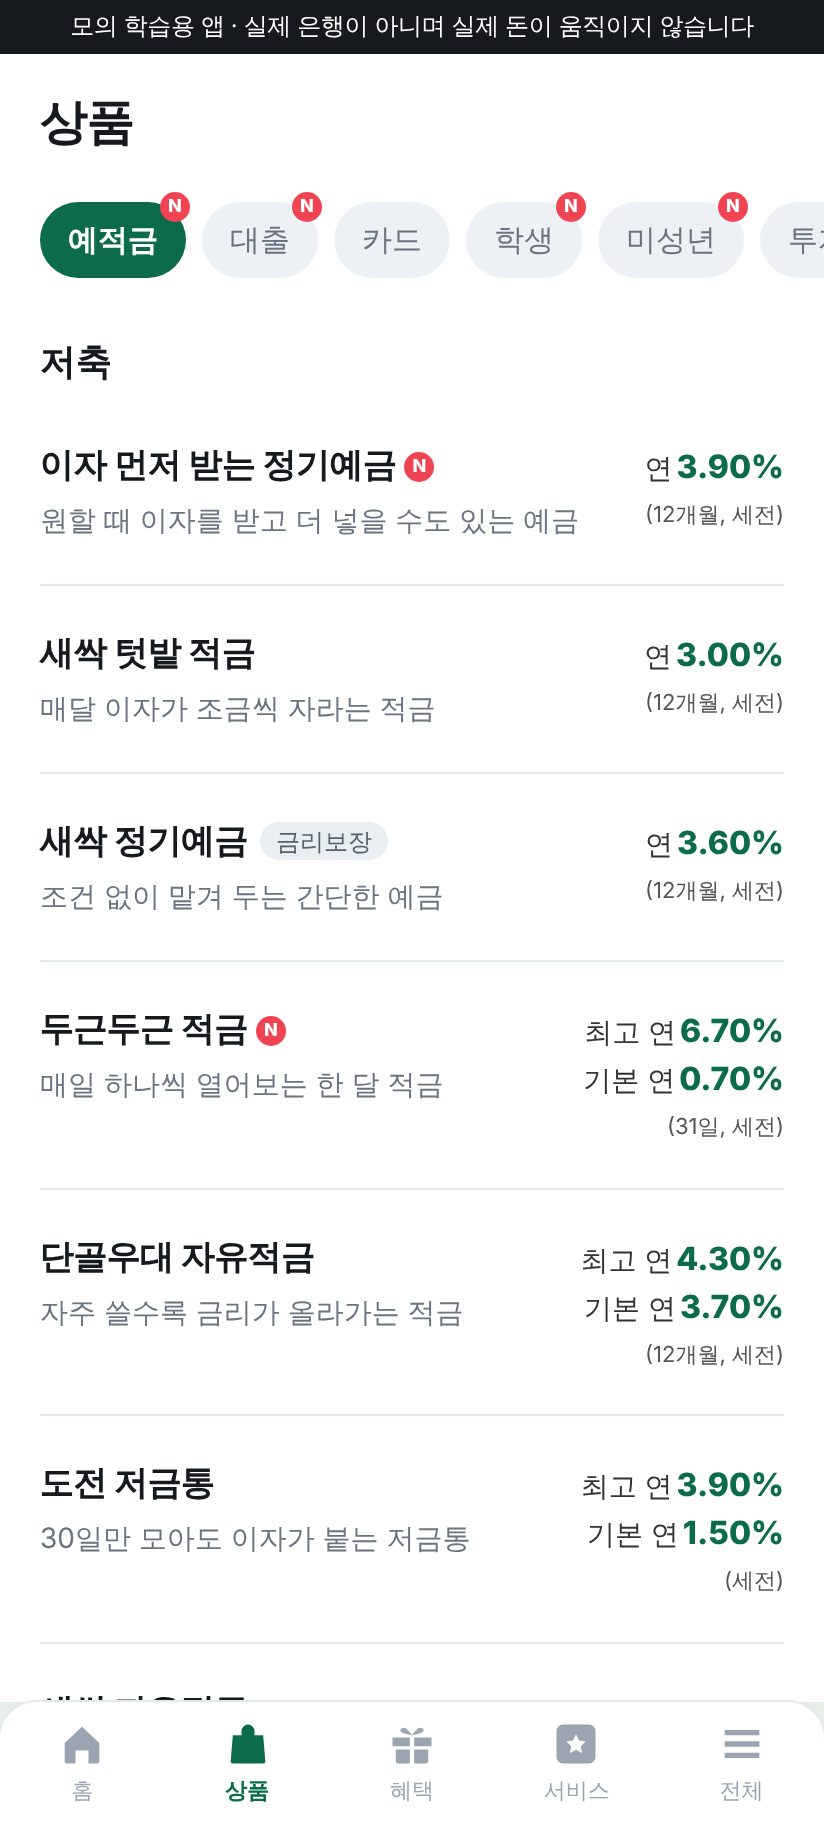 모의 학습용 앱 · 실제 은행이 아니며 실제 돈이 움직이지 않습니다
상품
예적금 N
대출 N
카드
학생 N
미성년 N
저축
이자 먼저 받는 정기예금 N
연 3.90%
원할 때 이자를 받고 더 넣을 수도 있는 예금
(12개월, 세전)
새싹 텃밭 적금
연 3.00%
매달 이자가 조금씩 자라는 적금
(12개월, 세전)
새싹 정기예금 금리보장
연 3.60%
조건 없이 맡겨 두는 간단한 예금
(12개월, 세전)
두근두근 적금 N
최고 연 6.70%
매일 하나씩 열어보는 한 달 적금
기본 연 0.70%
(31일, 세전)
단골우대 자유적금
최고 연 4.30%
자주 쓸수록 금리가 올라가는 적금
기본 연 3.70%
(12개월, 세전)
도전 저금통
최고 연 3.90%
30일만 모아도 이자가 붙는 저금통
기본 연 1.50%
(세전)
홈
상품
혜택
서비스
전체